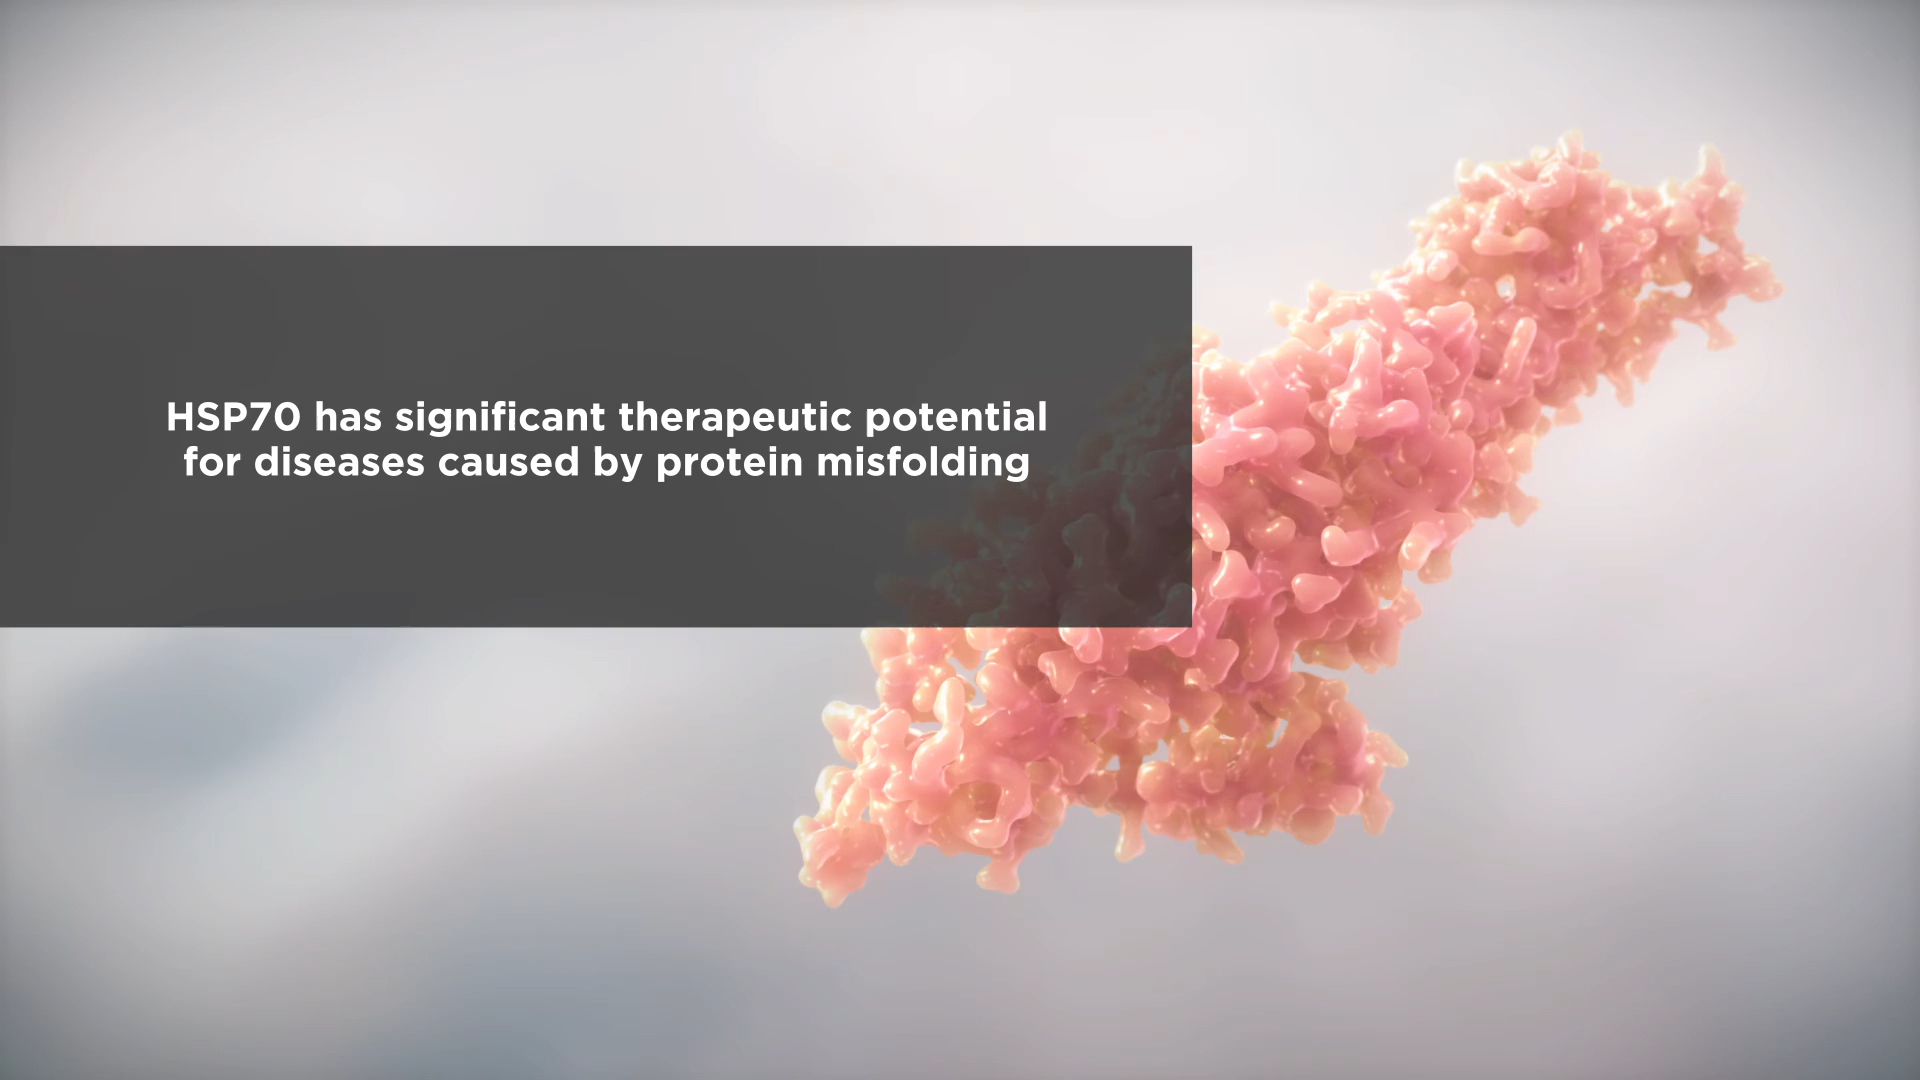 HSP70 has significant therapeutic potential
for diseases caused by protein misfolding